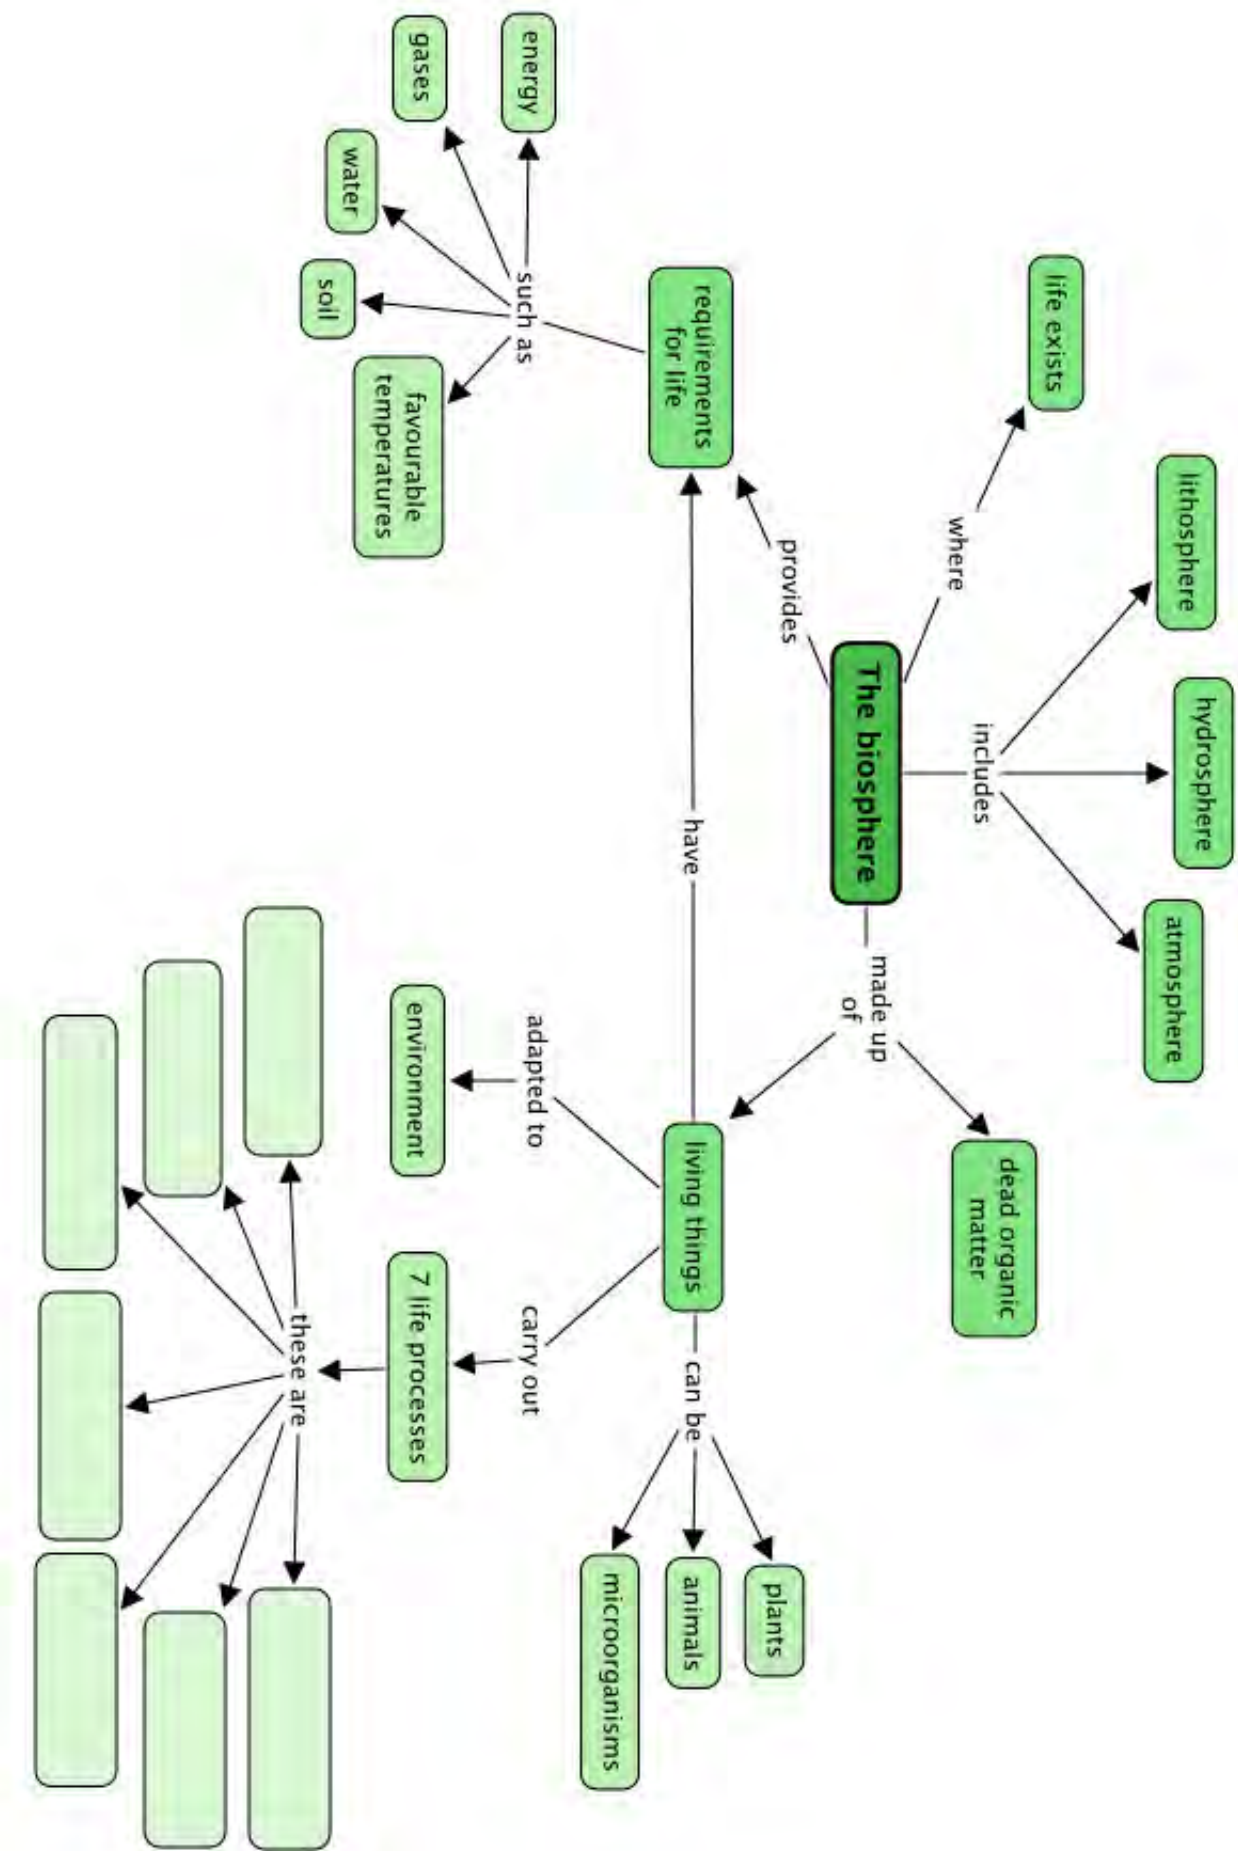 lithosphere
hydrosphere
atmosphere
life exists
includes
where
dead organic
matter
The biosphere
made up
of
provides
requirements
for life
have
living things
can be
plants
animals
microorganisms
such as
energy
gases
water
soil
favourable
temperatures
adapted to
carry out
environment
7 life processes
these are